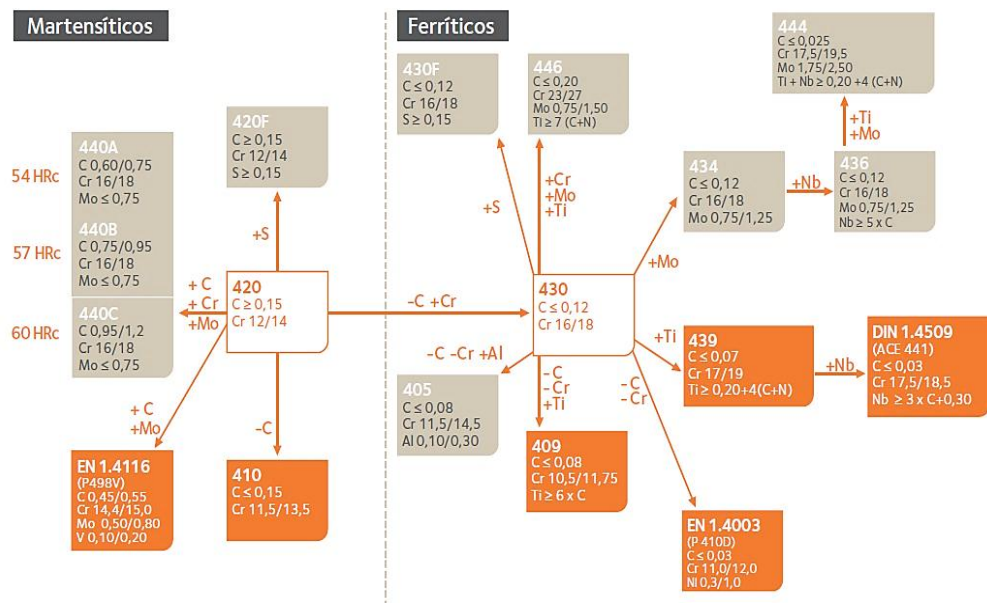 Martensíticos
54 HRc
57 HRc
60 HRc
440A
C 0,60/0,75
Cr 16/18
Mo ≤ 0,75
440B
C 0,75/0,95
Cr 16/18
Mo ≤ 0,75
440C
C 0,95/1,2
Cr 16/18
Mo ≤ 0,75
420F
C ≥ 0,15
Cr 12/14
S ≥ 0,15
+S
+ C
+ Cr
+Mo
420
C ≥ 0,15
Cr 12/14
-C +Cr
+ C
+Mo
-C
EN 1.4116
(P498V)
C 0,45/0,55
Cr 14,4/15,0
Mo 0,50/0,80
V 0,10/0,20
410
C ≤ 0,15
Cr 11,5/13,5
Ferríticos
430F
C ≤ 0,12
Cr 16/18
S ≥ 0,15
446
C ≤ 0,20
Cr 23/27
Mo 0,75/1,50
Ti ≥ 7 (C+N)
444
C ≤ 0,025
Cr 17,5/19,5
Mo 1,75/2,50
Ti + Nb ≥ 0,20 +4 (C+N)
+Ti
+Mo
+S
+Cr
+Mo
+Ti
434
C ≤ 0,12
Cr 16/18
Mo 0,75/1,25
+Nb
436
C ≤ 0,12
Cr 16/18
Mo 0,75/1,25
Nb ≥ 5 x C
+Mo
430
C ≤ 0,12
Cr 16/18
+Ti
439
C ≤ 0,07
Cr 17/19
Ti ≥ 0,20+4(C+N)
+Nb
DIN 1.4509
(ACE 441)
C ≤ 0,03
Cr 17,5/18,5
Nb ≥ 3 x C+0,30
-C -Cr +Al
405
C ≤ 0,08
Cr 11,5/14,5
Al 0,10/0,30
- C
- Cr
+Ti
409
C ≤ 0,08
Cr 10,5/11,75
Ti ≥ 6 x C
- C
- Cr
EN 1.4003
(P 410D)
C ≤ 0,03
Cr 11,0/12,0
NI 0,3/1,0